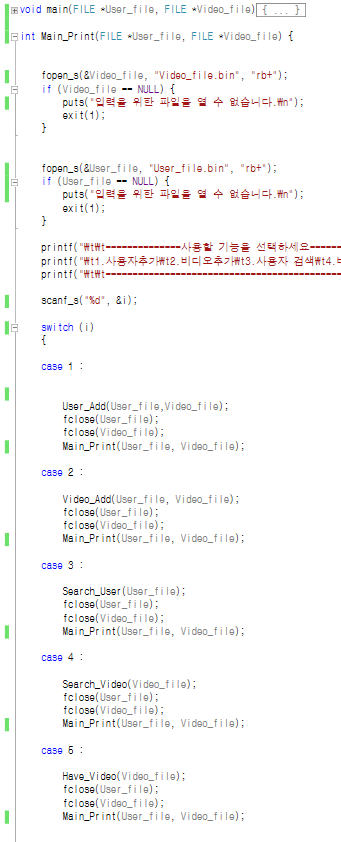 void main(FILE *User_file, FILE *Video_file){ ... }
int Main_Print(FILE *User_file, FILE *Video_file) {
fopen_s(&Video_file, "Video_file.bin", "rb+");
if (Video_file == NULL) {
puts("입력을 위한 파일을 열 수 없습니다.₩n");
exit(1);
}
fopen_s(&User_file, "User_file.bin", "rb+");
if (User_file == NULL) {
puts("입력을 위한 파일을 열 수 없습니다.₩n");
exit(1);
}
printf("₩t₩t==============사용할 기능을 선택하세요======
printf("₩t1.사용자추가₩t2.비디오추가₩t3.사용자 검색₩t4.비
printf("₩t₩t============================================
scanf_s("%d", &i);
switch (i)
{
case 1 :
User_Add(User_file,Video_file);
fclose(User_file);
fclose(Video_file);
Main_Print(User_file, Video_file);
case 2 :
Video_Add(User_file, Video_file);
fclose(User_file);
fclose(Video_file);
Main_Print(User_file, Video_file);
case 3 :
Search_User(User_file);
fclose(User_file);
fclose(Video_file);
Main_Print(User_file, Video_file);
case 4 :
Search_Video(Video_file);
fclose(User_file);
fclose(Video_file);
Main_Print(User_file, Video_file);
case 5 :
Have_Video(Video_file);
fclose(User_file);
fclose(Video_file);
Main_Print(User_file, Video_file);